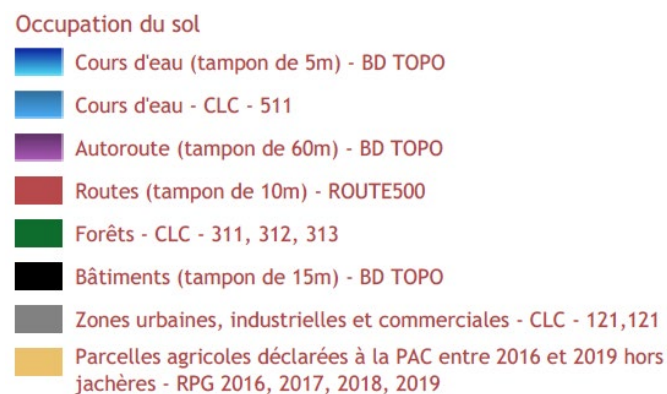 Occupation du sol
Cours d'eau (tampon de 5m) - BD TOPO
Cours d'eau - CLC - 511
Autoroute (tampon de 60m) - BD TOPO
Routes (tampon de 10m) - ROUTE500
Forêts - CLC - 311, 312, 313
Bâtiments (tampon de 15m) - BD TOPO
Zones urbaines, industrielles et commerciales - CLC - 121,121
Parcelles agricoles déclarées à la PAC entre 2016 et 2019 hors
jachères - RPG 2016, 2017, 2018, 2019